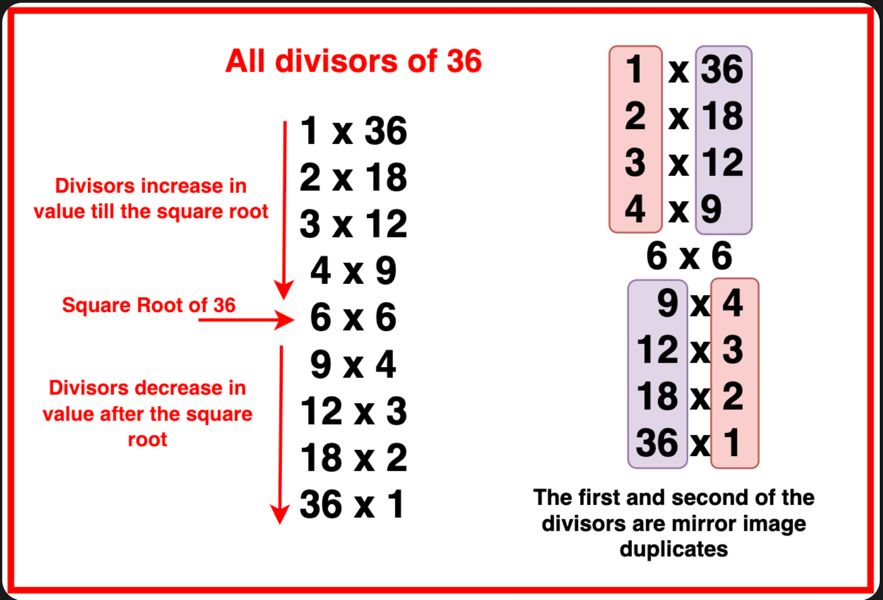 All divisors of 36
Divisors increase in
value till the square root
Square Root of 36
Divisors decrease in
value after the square
root
1 x 36
2 x 18
3 x 12
4 x 9
6 x 6
9 x 4
12 x 3
18 x 2
36 x 1
1 x 36
2 x 18
3 x 12
4 x 9
6 x 6
9 x 4
12 x 3
18 x 2
36 x 1
The first and second of the
divisors are mirror image
duplicates